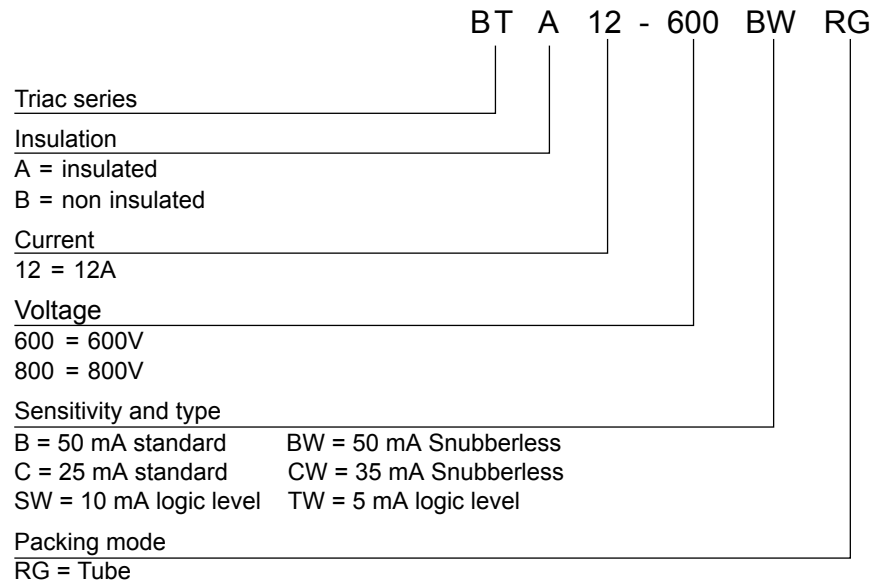 BT A 12 - 600 BW RG
Triac series
Insulation
A = insulated
B = non insulated
Current
12 = 12A
Voltage
600 = 600V
800 = 800V
Sensitivity and type
B = 50 mA standard BW = 50 mA Snubberless
C = 25 mA standard CW = 35 mA Snubberless
SW = 10 mA logic level TW = 5 mA logic level
Packing mode
RG = Tube